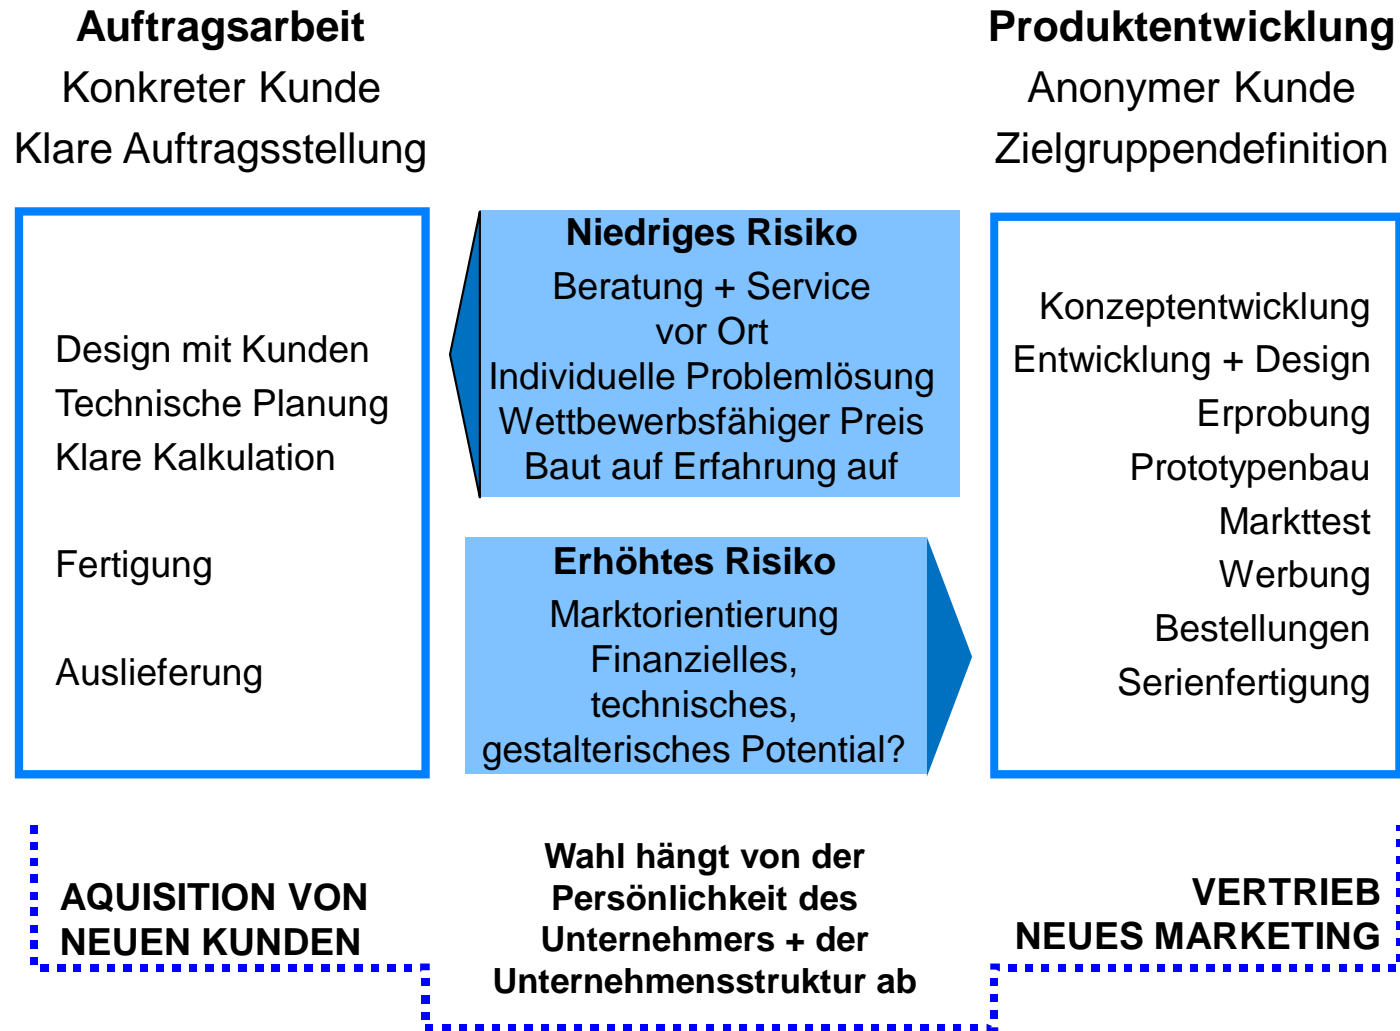 Auftragsarbeit
Konkreter Kunde
Klare Auftragsstellung
Produktentwicklung
Anonymer Kunde
Zielgruppendefinition
Design mit Kunden
Technische Planung
Klare Kalkulation
Fertigung
Auslieferung
Niedriges Risiko
Beratung + Service
vor Ort
Individuelle Problemlösung
Wettbewerbsfähiger Preis
Baut auf Erfahrung auf
Erhöhtes Risiko
Marktorientierung
Finanzielles,
technisches,
gestalterisches Potential?
Konzeptentwicklung
Entwicklung + Design
Erprobung
Prototypenbau
Markttest
Werbung
Bestellungen
Serienfertigung
AQUISITION VON
NEUEN KUNDEN
Wahl hängt von der
Persönlichkeit des
Unternehmers + der
Unternehmensstruktur ab
VERTRIEB
NEUES MARKETING